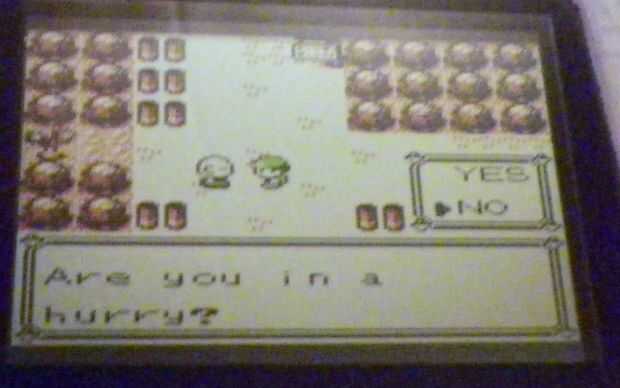 YES
NO
Are you in a
hurry?